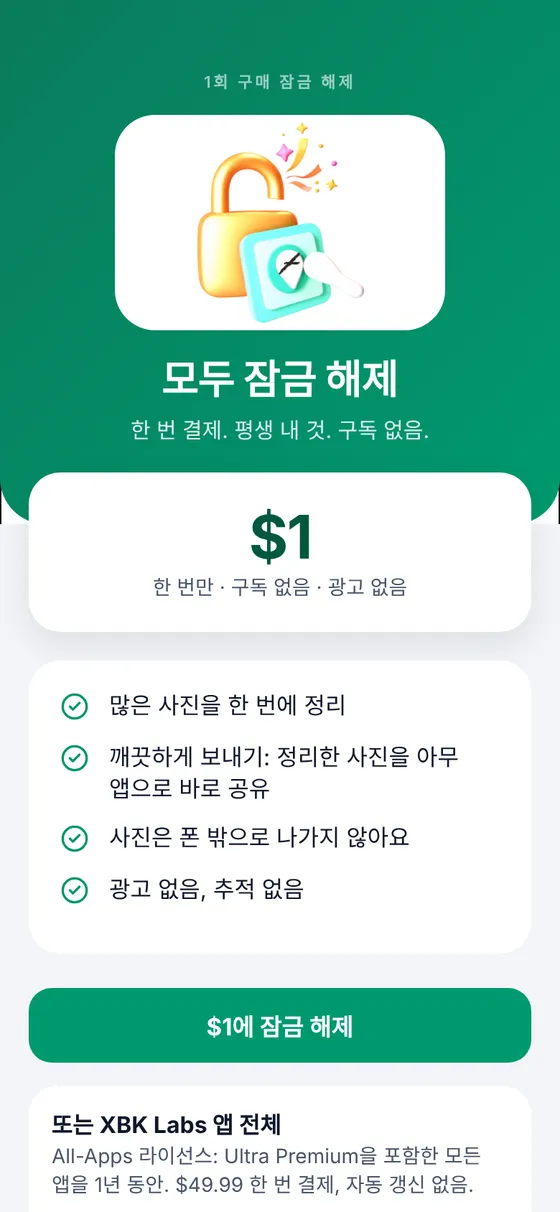 1회 구매 잠금 해제
모두 잠금 해제
한 번 결제. 평생 내 것. 구독 없음.
$1
한 번만 · 구독 없음 · 광고 없음
많은 사진을 한 번에 정리
깨끗하게 보내기: 정리한 사진을 아무
앱으로 바로 공유
사진은 폰 밖으로 나가지 않아요
광고 없음, 추적 없음
$1에 잠금 해제
또는 XBK Labs 앱 전체
All-Apps 라이선스: Ultra Premium을 포함한 모든
앱을 1년 동안. $49.99 한 번 결제, 자동 갱신 없음.